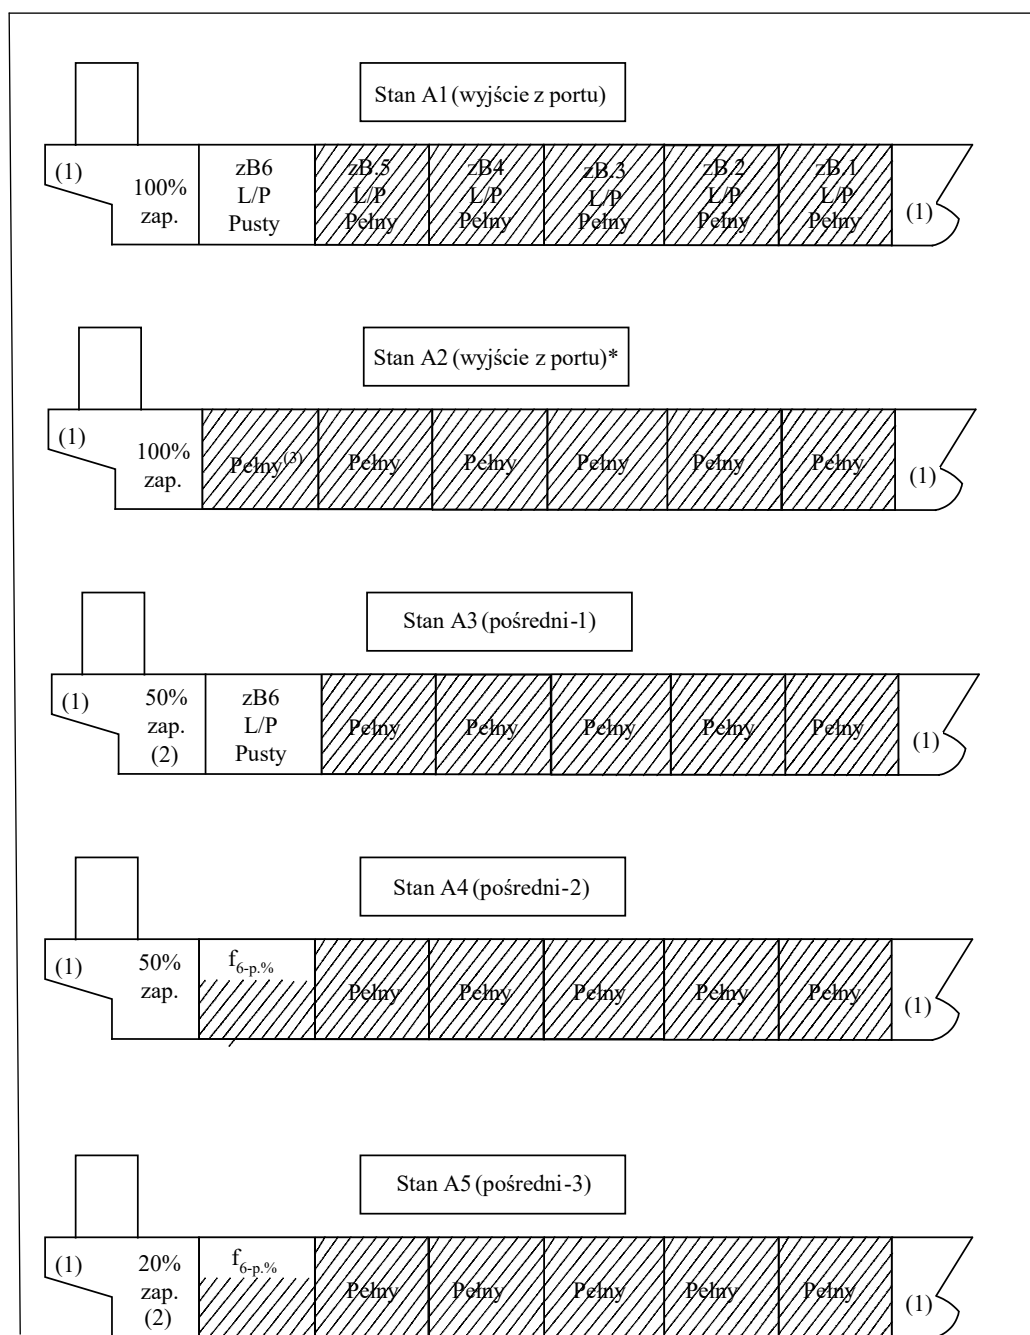 Stan A1 (wyjście z portu)
(1)
100%
zap.
zB6
L/P
Pusty
zB.5
L/P
Pełny
zB4
L/P
Pełny
zB.3
L/P
Pełny
zB.2
L/P
Pełny
zB.1
L/P
Pełny
(1)
Stan A2 (wyjście z portu)*
(1)
100%
zap.
Pełny(3)
Pełny
Pełny
Pełny
Pełny
Pełny
(1)
Stan A3 (pośredni-1)
(1)
50%
zap.
(2)
zB6
L/P
Pusty
Pełny
Pełny
Pełny
Pełny
Pełny
(1)
Stan A4 (pośredni-2)
(1)
50%
zap.
f6-p.%
Pełny
Pełny
Pełny
Pełny
Pełny
(1)
Stan A5 (pośredni-3)
(1)
20%
zap.
(2)
f6-p.%
Pełny
Pełny
Pełny
Pełny
Pełny
(1)